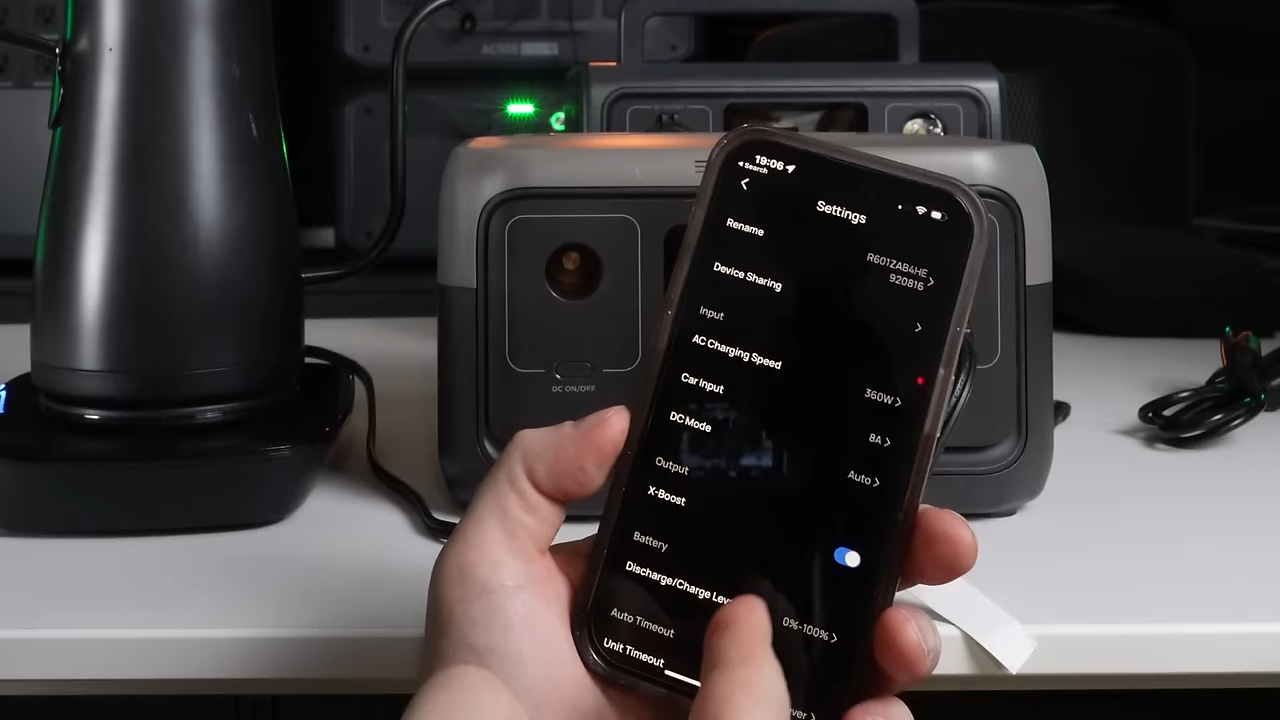 AC500
19:06
Search
Settings
Rename
R601ZAB4HE
920816
Device Sharing
Input
AC Charging Speed
360W
Car Input
8A
DC Mode
Auto
Output
X-Boost
Battery
Discharge/Charge
0%-100%
Auto Timeout
Unit Timeout
DC ON/OFF